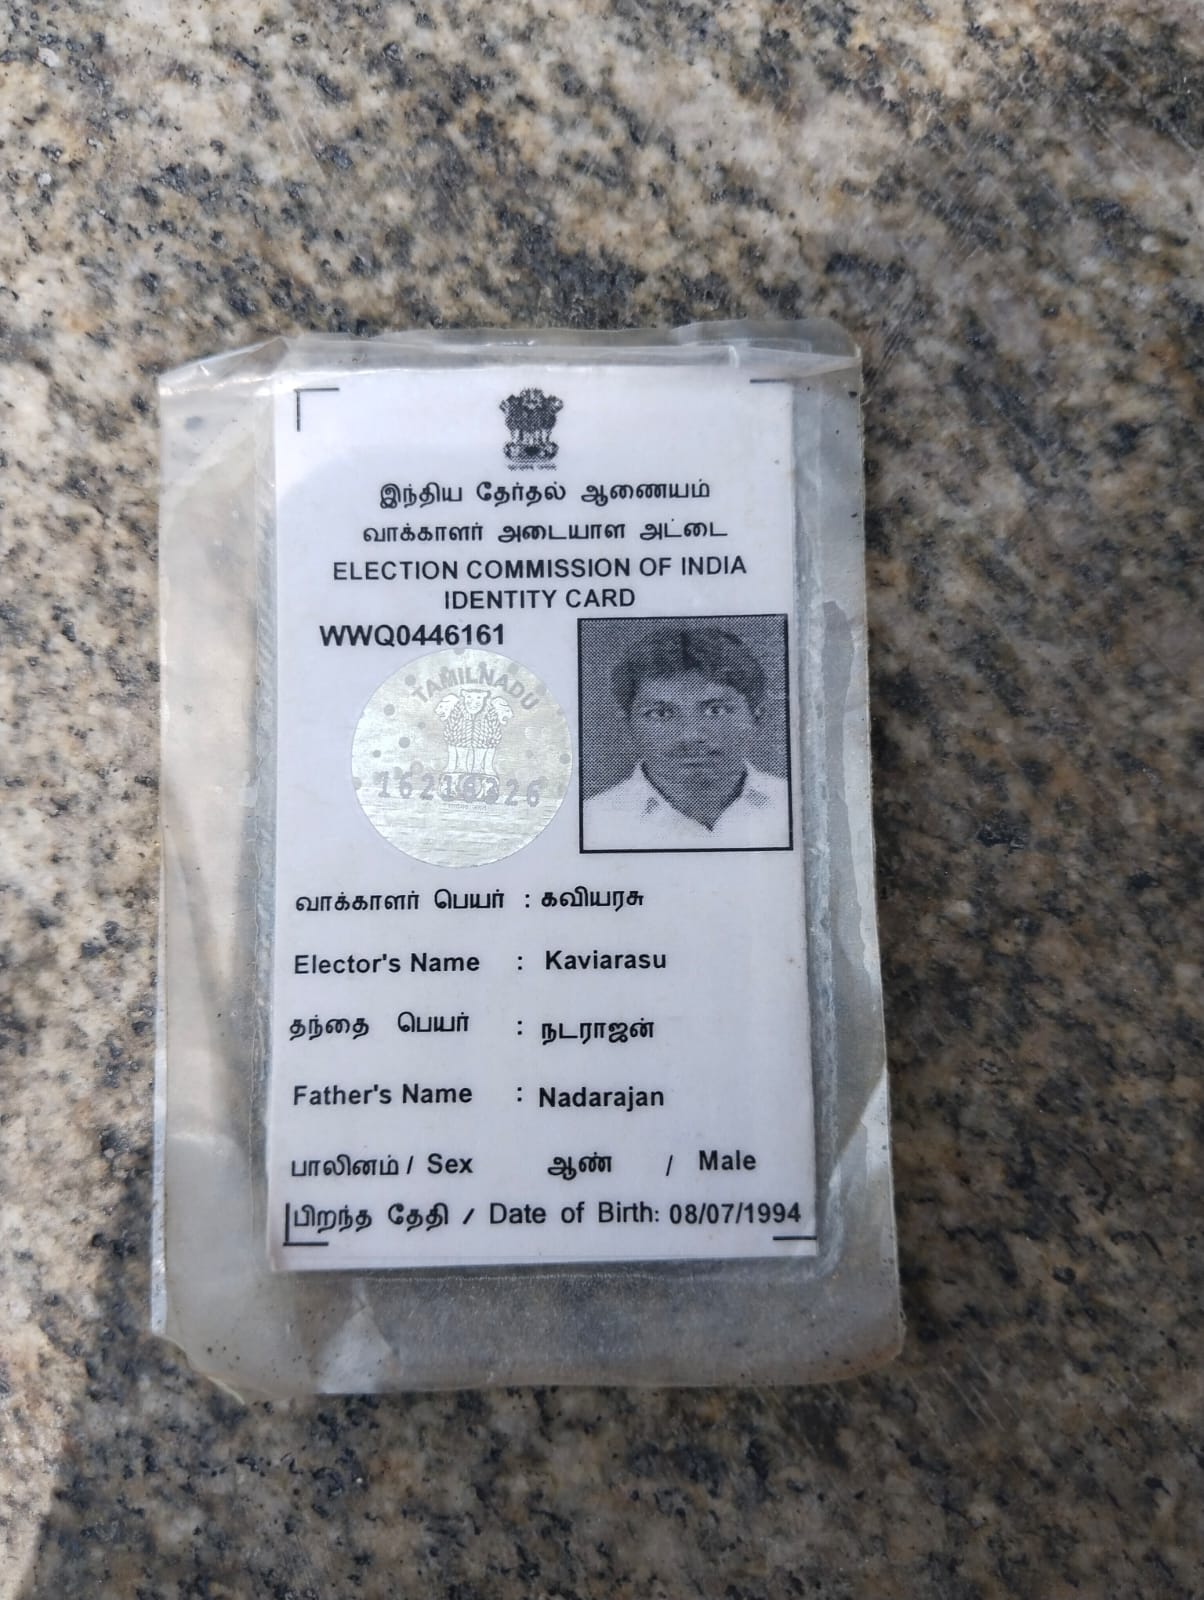 இந்திய தேர்தல் ஆணையம்
வாக்காளர் அடையாள அட்டை
ELECTION COMMISSION OF INDIA
IDENTITY CARD
WWQ0446161
TAMILNADU
வாக்காளர் பெயர் : கவியரசு
Elector's Name : Kaviarasu
தந்தை பெயர் : நடராஜன்
Father's Name : Nadarajan
பாலினம் / Sex ஆண் / Male
பிறந்த தேதி / Date of Birth: 08/07/1994